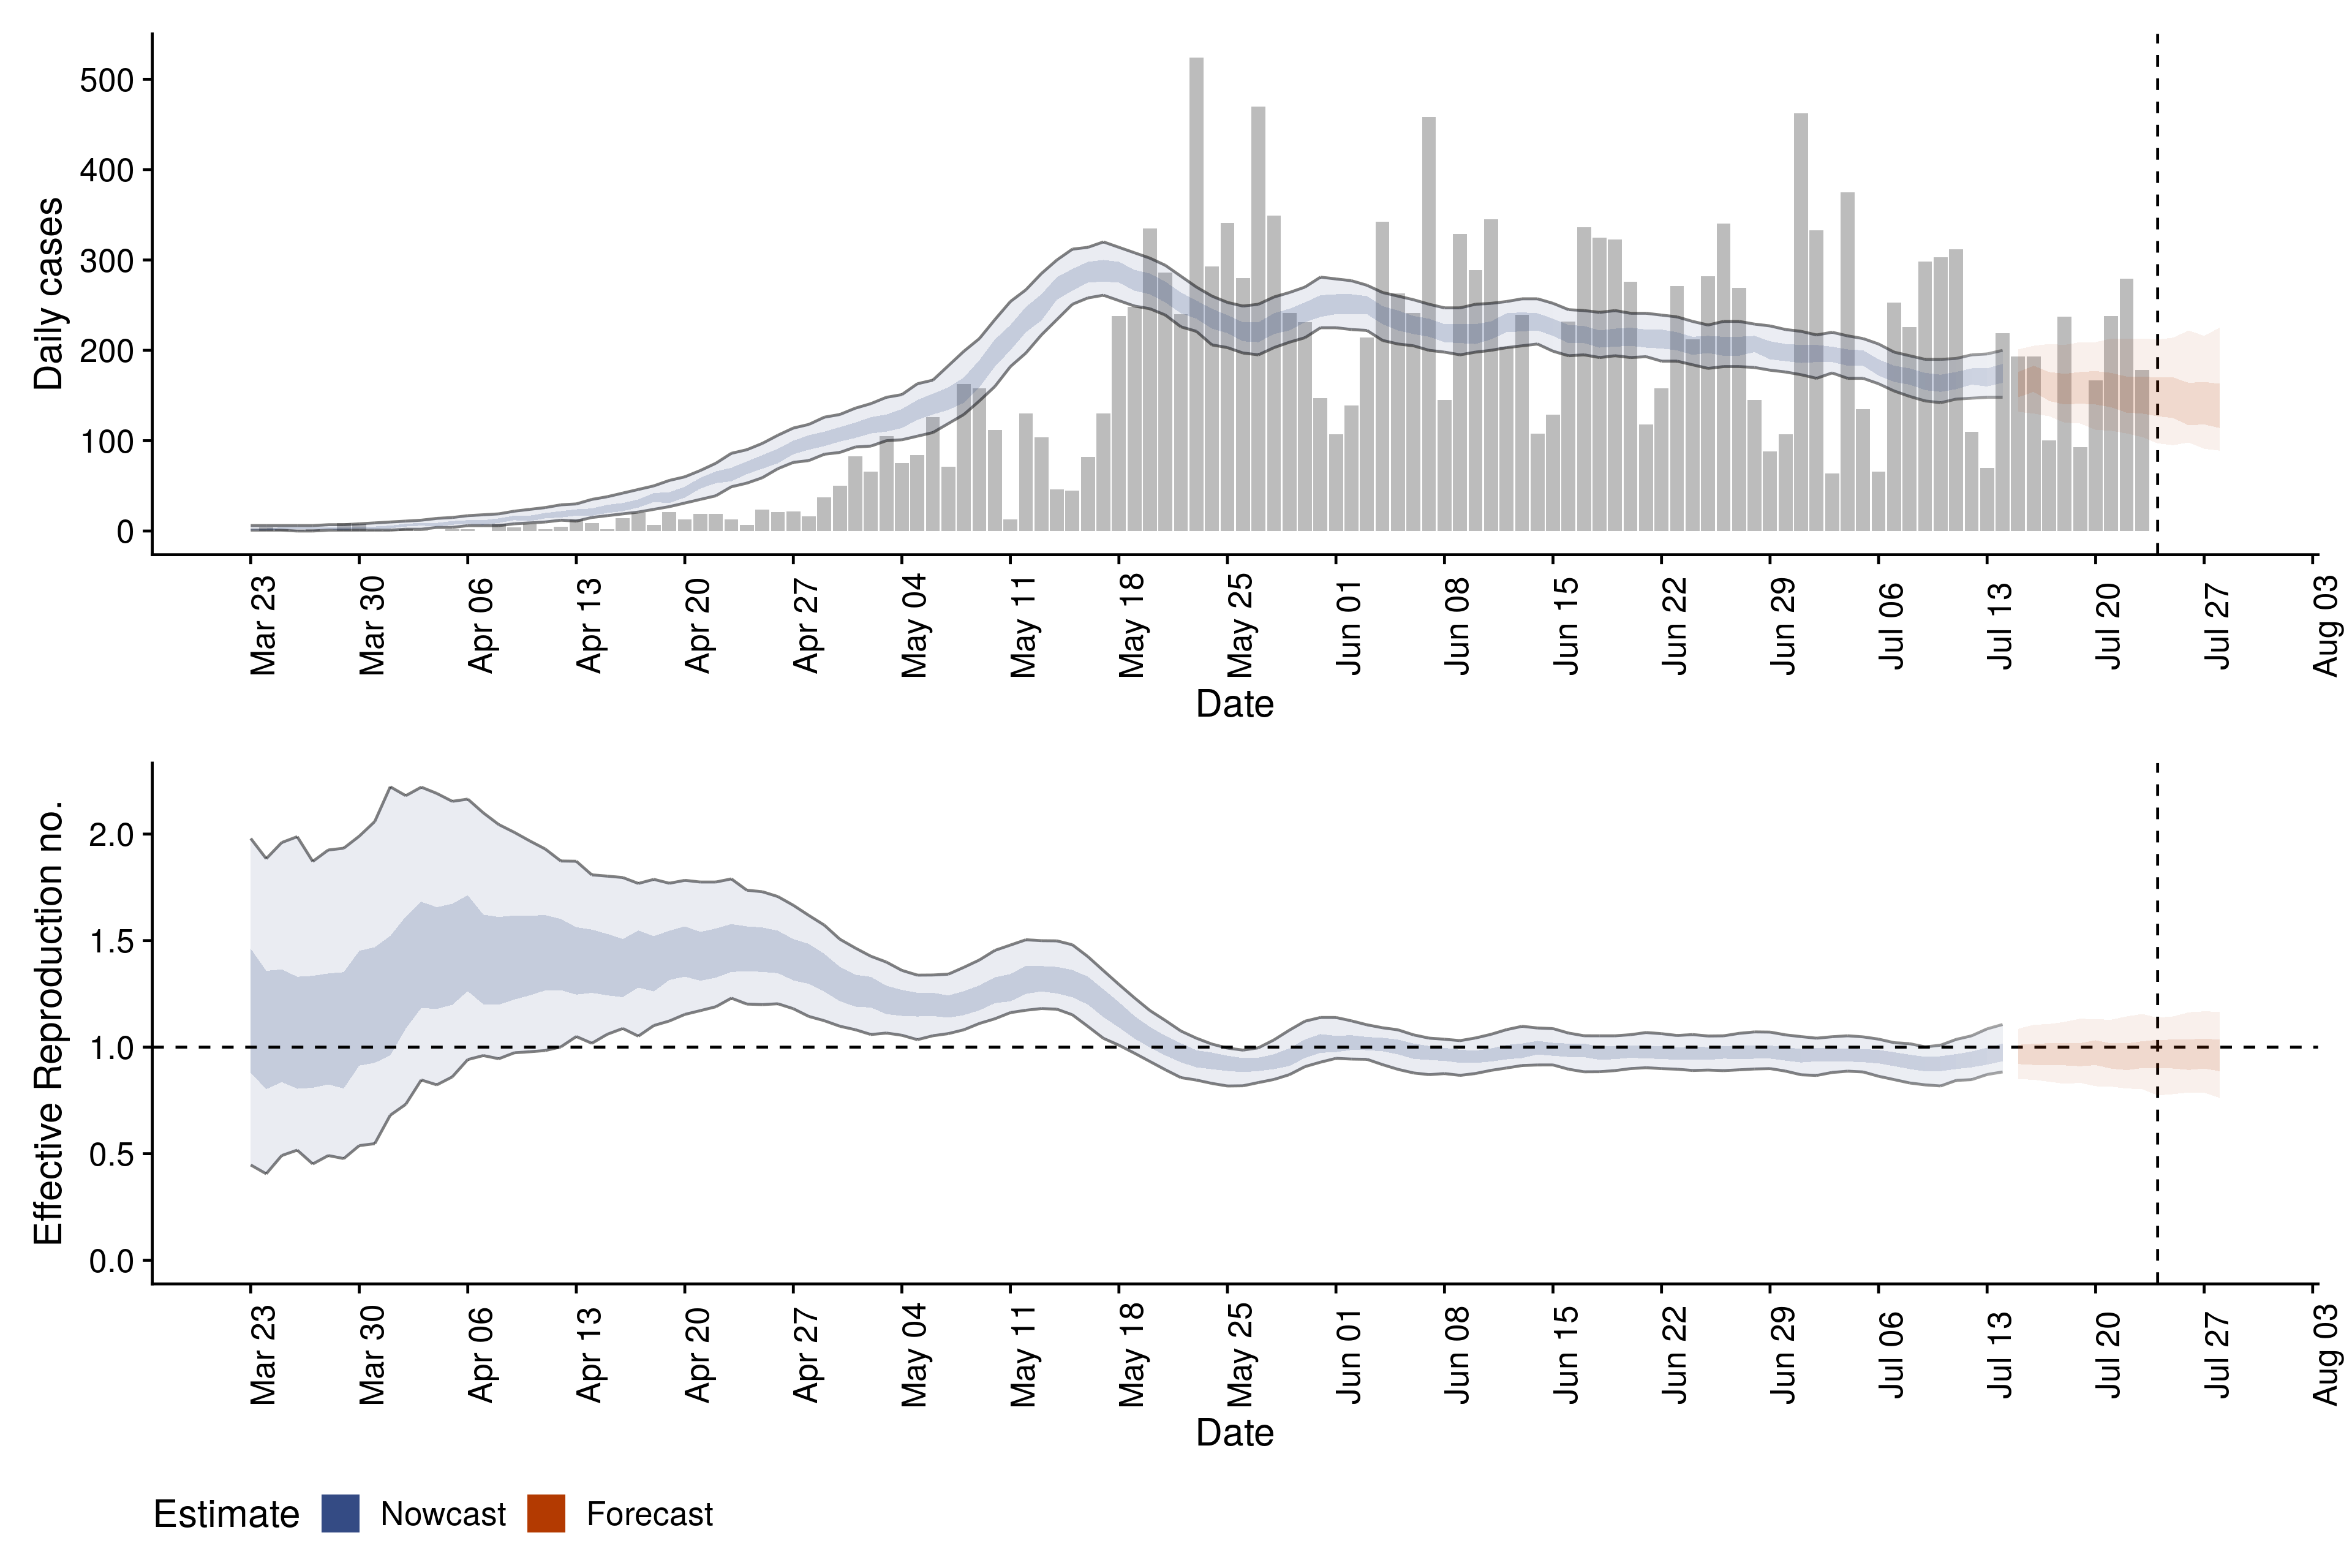 Daily cases
500
400
300
200
100
0
Mar 23
Mar 30
Apr 06
Apr 13
Apr 20
Apr 27
May 04
May 11
May 18
May 25
Jun 01
Jun 08
Jun 15
Jun 22
Jun 29
Jul 06
Jul 13
Jul 20
Jul 27
Aug 03
Date
Effective Reproduction no.
2.0
1.5
1.0
0.5
0.0
Mar 23
Mar 30
Apr 06
Apr 13
Apr 20
Apr 27
May 04
May 11
May 18
May 25
Jun 01
Jun 08
Jun 15
Jun 22
Jun 29
Jul 06
Jul 13
Jul 20
Jul 27
Aug 03
Date
Estimate Nowcast Forecast